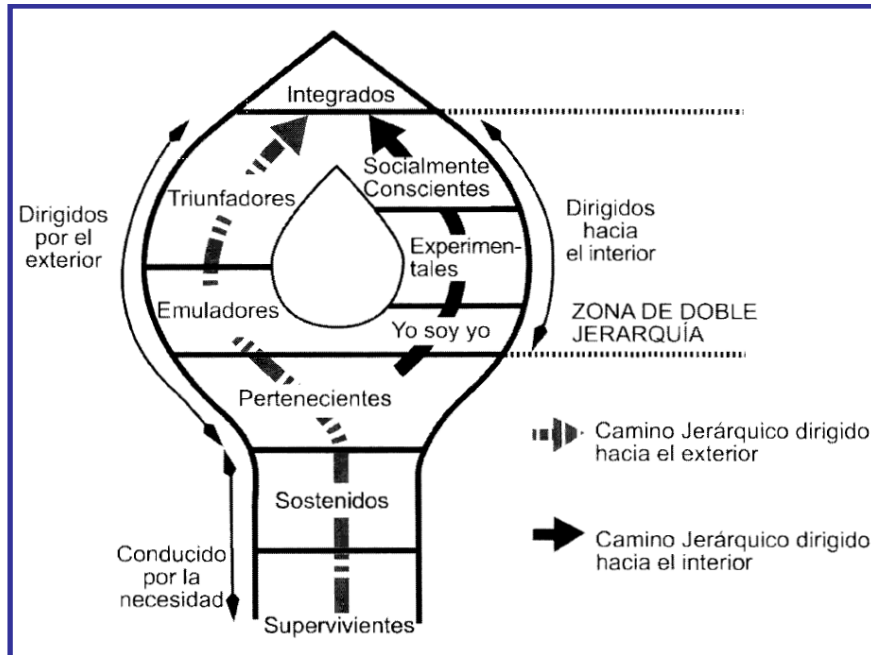 Integrados
Socialmente
Conscientes
Triunfadores
Dirigidos
por el
exterior
Dirigidos
hacia
el interior
Experimen-
tales
Emuladores
Yo soy yo
ZONA DE DOBLE
JERARQUÍA
Pertenecientes
Camino Jerárquico dirigido
hacia el exterior
Sostenidos
Camino Jerárquico dirigido
hacia el interior
Conducido
por la
necesidad
Supervivientes